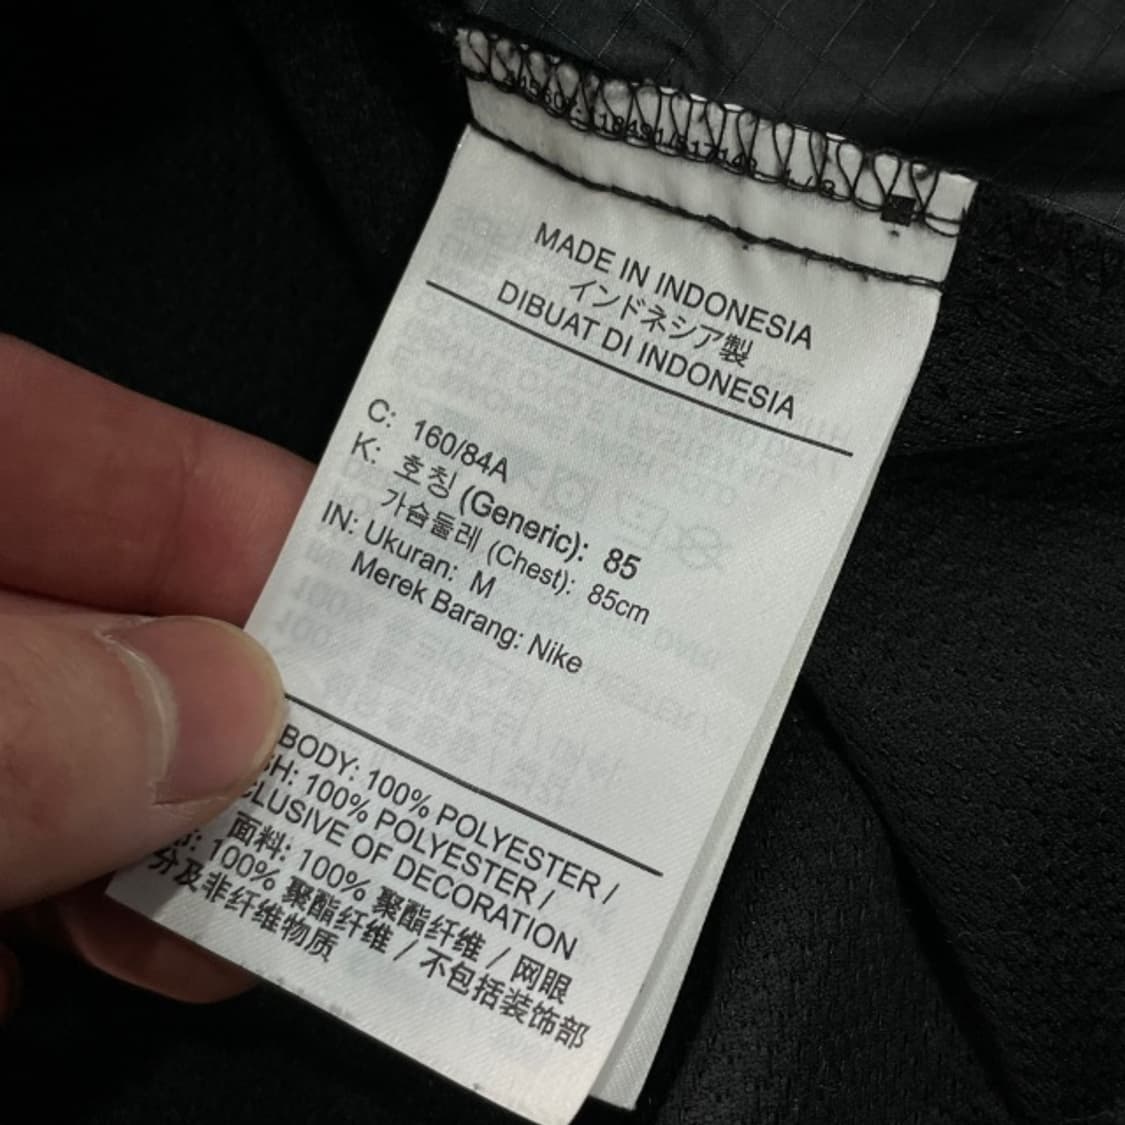 MADE IN INDONESIA
インドネシア製
DIBUAT DI INDONESIA
C: 160/84A
K: 호칭 (Generic): 85
가슴둘레 (Chest): 85cm
IN: Ukuran: M
Merek Barang: Nike
BODY: 100% POLYESTER /
100% POLYESTER /
OF DECORATION
面料: 100% 聚酯纤维 / 网眼
100% 聚酯纤维 / 不包括装饰部
分及非纤维物质